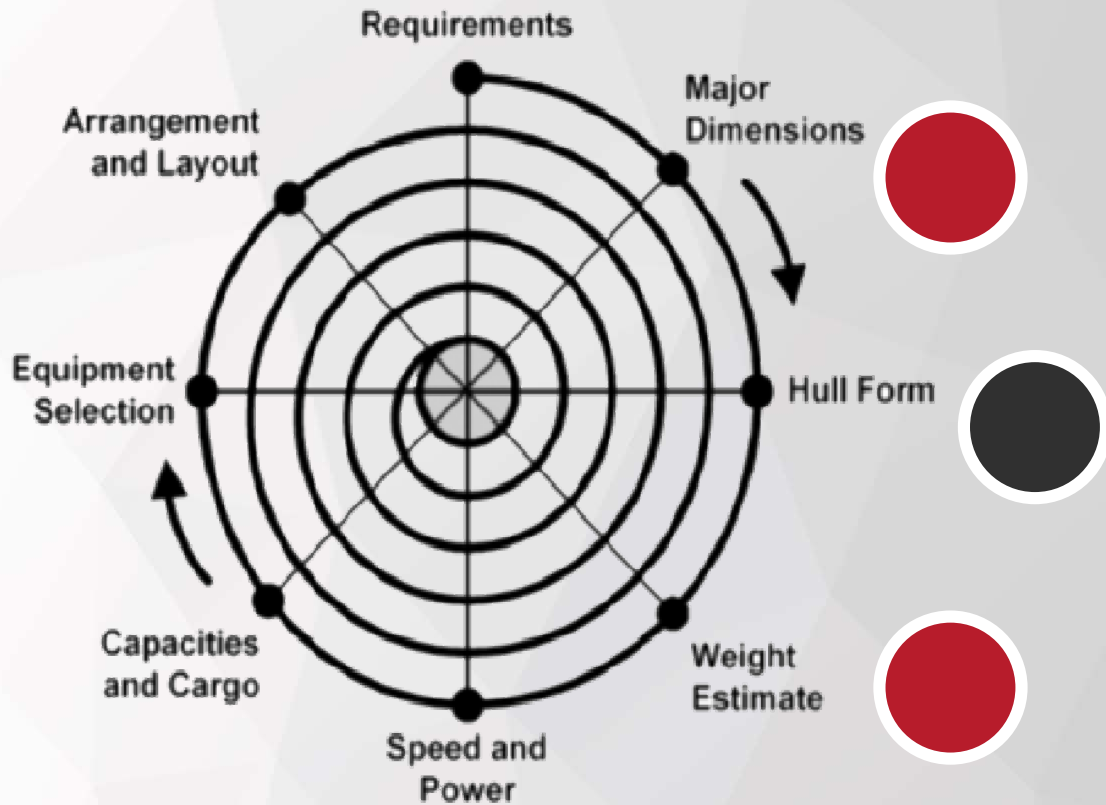 Requirements
Major
Dimensions
Hull Form
Weight
Estimate
Speed and
Power
Capacities
and Cargo
Equipment
Selection
Arrangement
and Layout